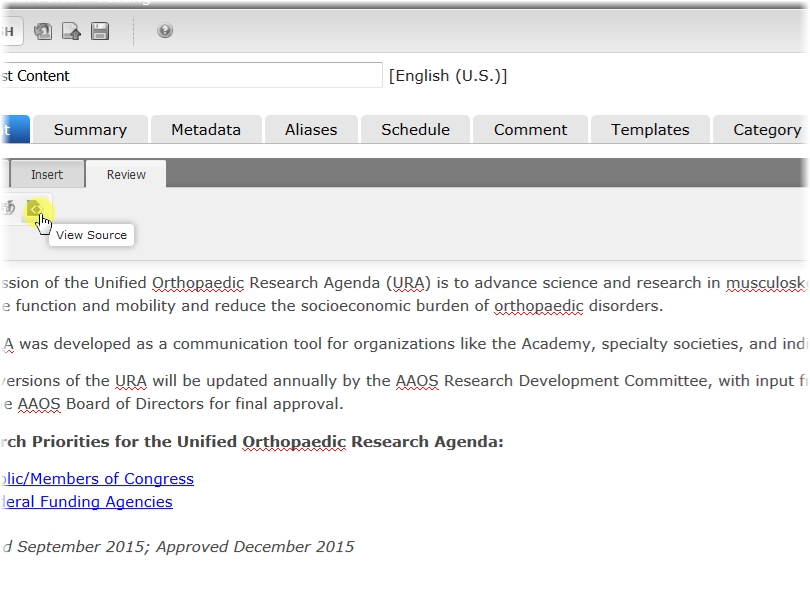 SH
st Content [English (U.S.)]
t Summary Metadata Aliases Schedule Comment Templates Category
Insert Review
View Source
ssion of the Unified Orthopaedic Research Agenda (URA) is to advance science and research in musculosk
e function and mobility and reduce the socioeconomic burden of orthopaedic disorders.
A was developed as a communication tool for organizations like the Academy, specialty societies, and indi
versions of the URA will be updated annually by the AAOS Research Development Committee, with input f
e AAOS Board of Directors for final approval.
rch Priorities for the Unified Orthopaedic Research Agenda:
blic/Members of Congress
deral Funding Agencies
d September 2015; Approved December 2015